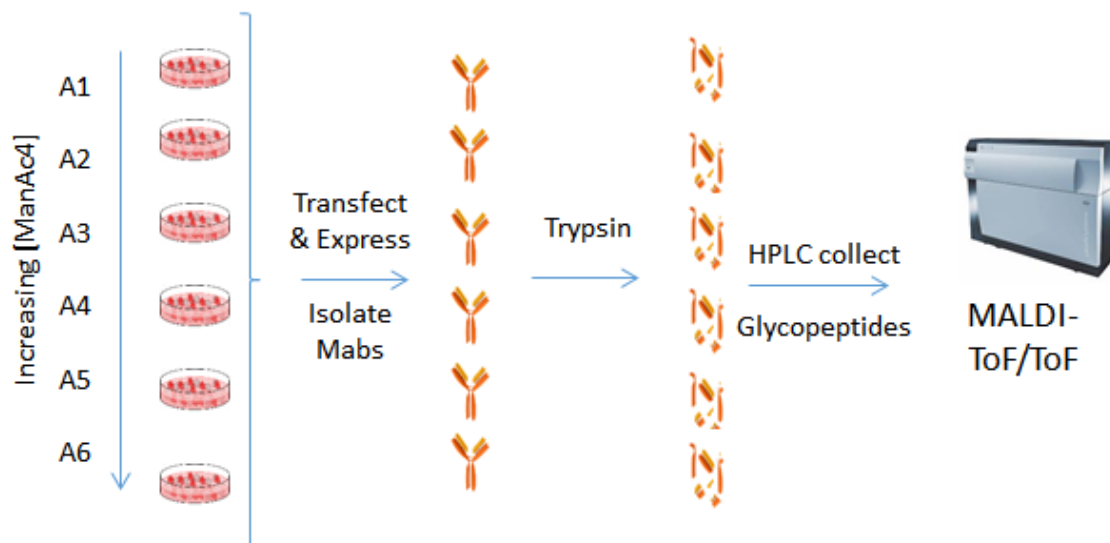 Increasing [ManAc4]
A1
A2
A3
A4
A5
A6
Transfect
& Express
Isolate
Mabs
Trypsin
HPLC collect
Glycopeptides
MALDI-
ToF/ToF